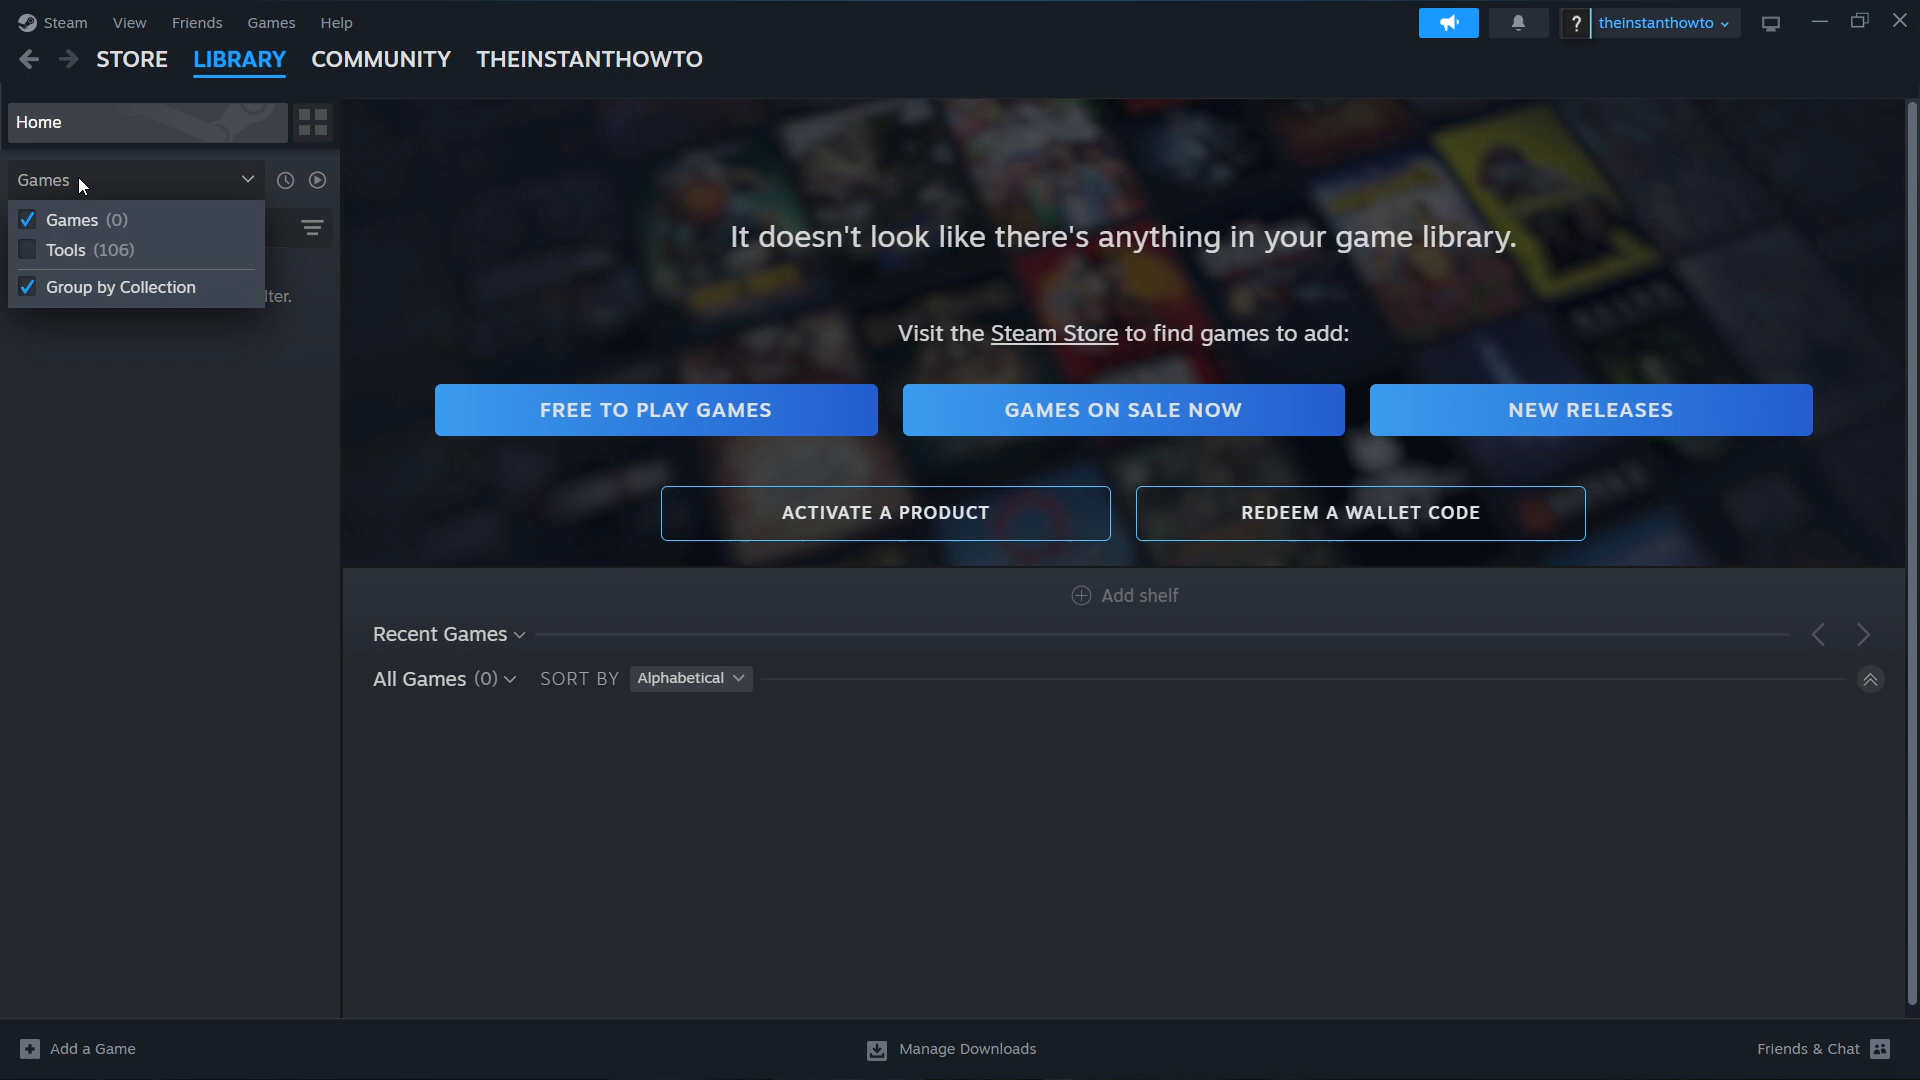 Steam View Friends Games Help
? theinstanthowto
STORE LIBRARY COMMUNITY THEINSTANTHOWTO
Home
Games
Games (0)
Tools (106)
Group by Collection
lter.
It doesn't look like there's anything in your game library.
Visit the Steam Store to find games to add:
FREE TO PLAY GAMES GAMES ON SALE NOW NEW RELEASES
ACTIVATE A PRODUCT REDEEM A WALLET CODE
Add shelf
Recent Games
All Games (0) SORT BY Alphabetical
Add a Game Manage Downloads Friends & Chat